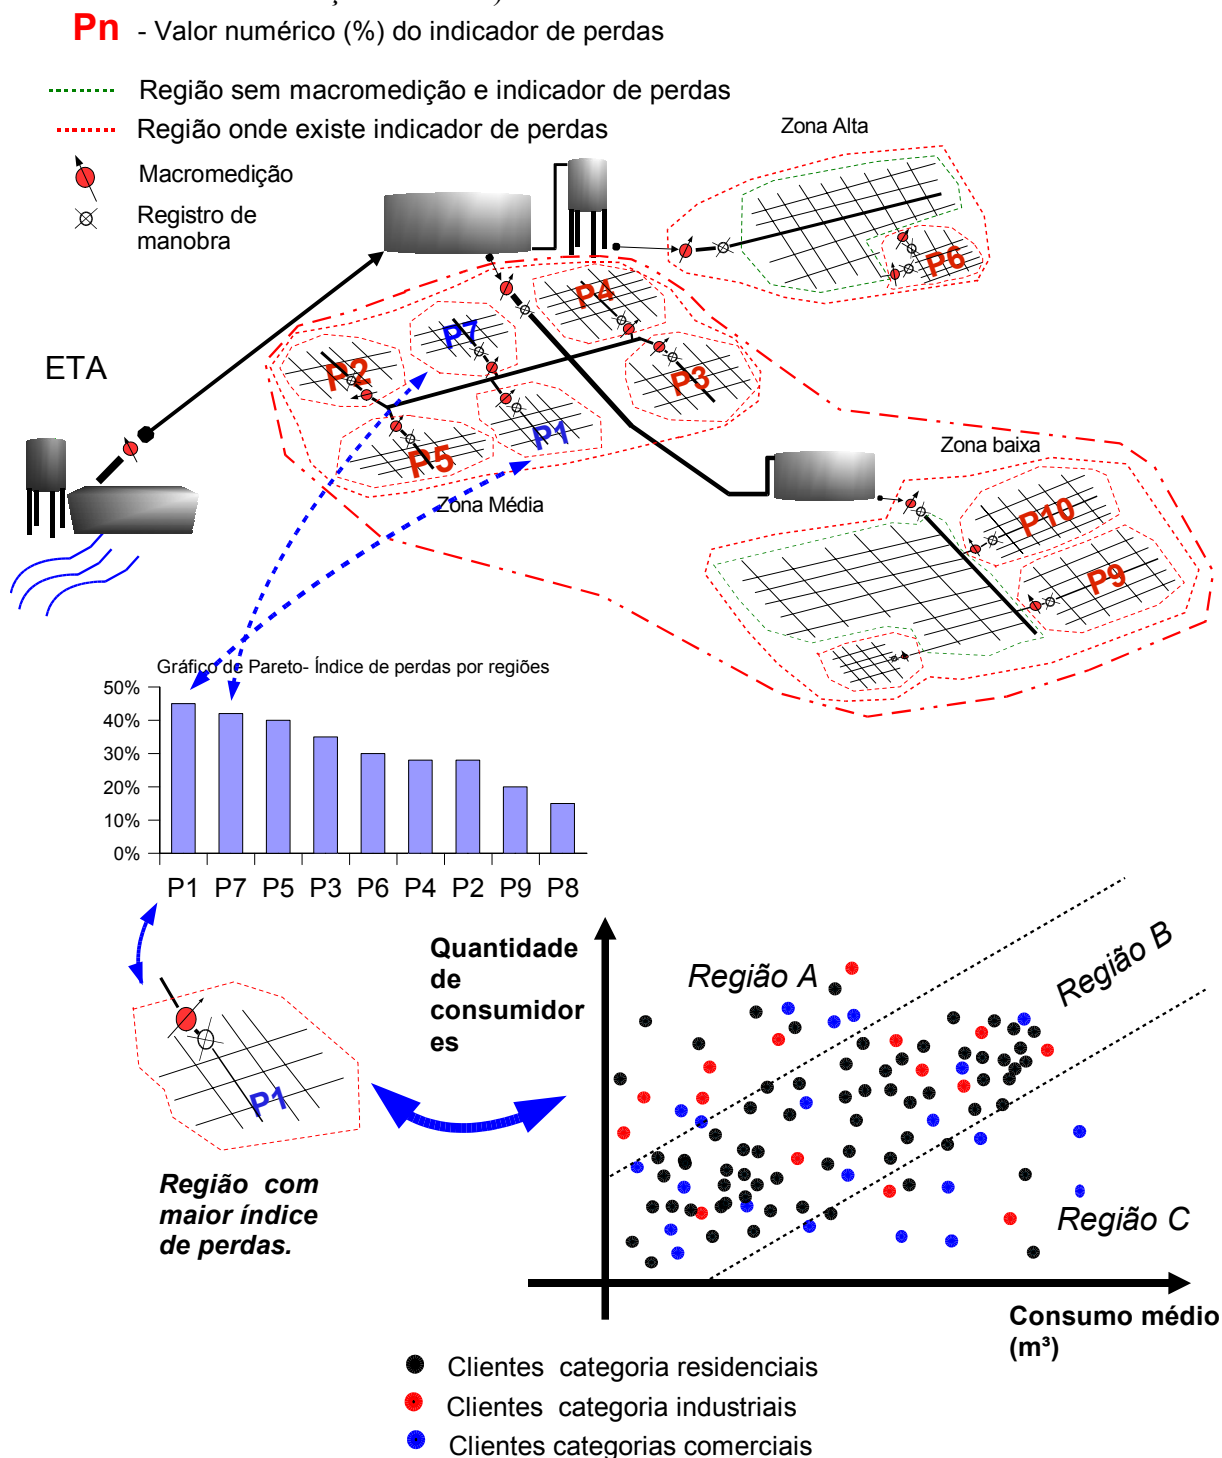 Pn - Valor numérico (%) do indicador de perdas
Região sem macromedição e indicador de perdas
Região onde existe indicador de perdas
Macromedição
Registro de
manobra
Zona Alta
P6
P4
P7
P2
P3
P1
P5
ETA
Zona Média
Zona baixa
P10
P9
Gráfico de Pareto- Índice de perdas por regiões
50%
40%
30%
20%
10%
0%
P1 P7 P5 P3 P6 P4 P2 P9 P8
Quantidade
de
consumidor
es
Região A
Região B
Região C
P1
Região com
maior índice
de perdas.
Consumo médio
(m³)
Clientes categoria residenciais
Clientes categoria industriais
Clientes categorias comerciais